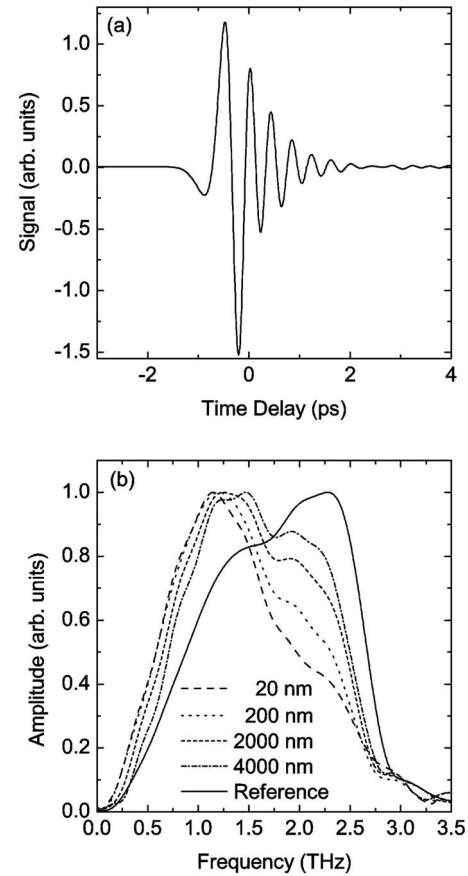 (a)
1.0
0.5
0.0
-0.5
-1.0
-1.5
Signal (arb. units)
-2 0 2 4
Time Delay (ps)
(b)
1.0
0.8
0.6
0.4
0.2
0.0
Amplitude (arb. units)
20 nm
200 nm
2000 nm
4000 nm
Reference
0.0 0.5 1.0 1.5 2.0 2.5 3.0 3.5
Frequency (THz)